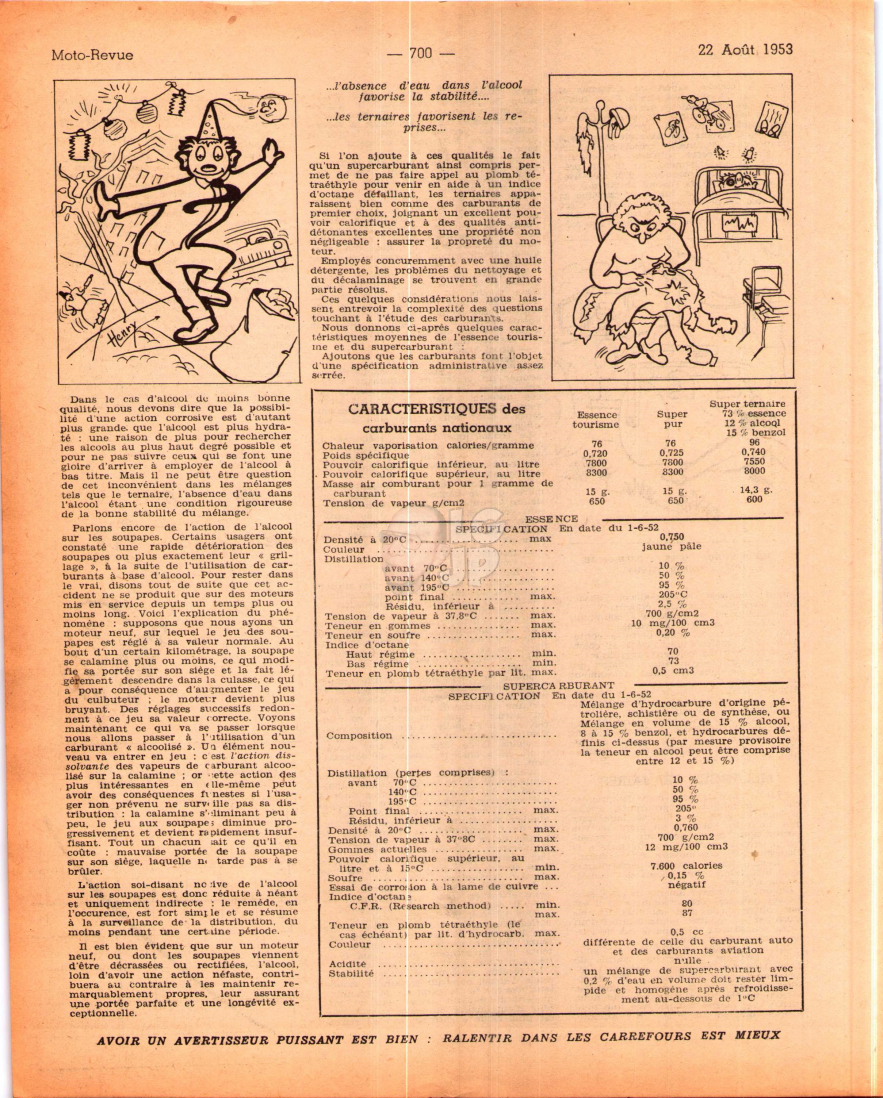 Moto-Revue
— 700 —
22 Août 1953
Henry
...l'absence d'eau dans l'alcool
favorise la stabilité....
...les ternaires favorisent les re-
prises...
Si l'on ajoute à ces qualités le fait
qu'un supercarburant ainsi compris per-
met de ne pas faire appel au plomb té-
traéthyle pour venir en aide à un indice
d'octane défaillant, les ternaires appa-
raissent bien comme des carburants de
premier choix, joignant un excellent pou-
voir calorifique et à des qualités anti-
détonantes excellentes une propriété non
négligeable : assurer la propreté du mo-
teur.
Employés concuremment avec une huile
détergente, les problèmes du nettoyage et
du décalaminage se trouvent en grande
partie résolus.
Ces quelques considérations nous lais-
sent entrevoir la complexité des questions
touchant à l'étude des carburants.
Nous donnons ci-après quelques carac-
téristiques moyennes de l'essence touris-
me et du supercarburant :
Ajoutons que les carburants font l'objet
d'une spécification administrative assez
serrée.
Dans le cas d'alcool de moins bonne
qualité, nous devons dire que la possibi-
lité d'une action corrosive est d'autant
plus grande que l'alcool est plus hydra-
té : une raison de plus pour rechercher
les alcools au plus haut degré possible et
pour ne pas suivre ceux qui se font une
gloire d'arriver à employer de l'alcool à
bas titre. Mais il ne peut être question
de cet inconvénient dans les mélanges
tels que le ternaire, l'absence d'eau dans
l'alcool étant une condition rigoureuse
de la bonne stabilité du mélange.
Parlons encore de l'action de l'alcool
sur les soupapes. Certains usagers ont
constaté une rapide détérioration des
soupapes ou plus exactement leur « gril-
lage », à la suite de l'utilisation de car-
burants à base d'alcool. Pour rester dans
le vrai, disons tout de suite que cet ac-
cident ne se produit que sur des moteurs
mis en service depuis un temps plus ou
moins long. Voici l'explication du phé-
nomène : supposons que nous ayons un
moteur neuf, sur lequel le jeu des sou-
papes est réglé à sa valeur normale. Au
bout d'un certain kilométrage, la soupape
se calamine plus ou moins, ce qui modi-
fie sa portée sur son siège et la fait lé-
gèrement descendre dans la culasse, ce qui
a pour conséquence d'augmenter le jeu
du culbuteur ; le moteur devient plus
bruyant. Des réglages successifs redon-
nent à ce jeu sa valeur correcte. Voyons
maintenant ce qui va se passer lorsque
nous allons passer à l'utilisation d'un
carburant « alcoolisé ». Un élément nou-
veau va entrer en jeu : c'est l'action dis-
solvante des vapeurs de carburant alcoo-
lisé sur la calamine ; or cette action des
plus intéressantes en elle-même peut
avoir des conséquences funestes si l'usa-
ger non prévenu ne surveille pas sa dis-
tribution : la calamine s'éliminant peu à
peu, le jeu aux soupapes diminue pro-
gressivement et devient rapidement insuf-
fisant. Tout un chacun sait ce qu'il en
coûte : mauvaise portée de la soupape
sur son siège, laquelle ne tarde pas à se
brûler.
L'action soi-disant nocive de l'alcool
sur les soupapes est donc réduite à néant
et uniquement indirecte : le remède, en
l'occurence, est fort simple et se résume
à la surveillance de la distribution, du
moins pendant une certaine période.
Il est bien évident que sur un moteur
neuf, ou dont les soupapes viennent
d'être décrassées ou rectifiées, l'alcool,
loin d'avoir une action néfaste, contri-
buera au contraire à les maintenir re-
marquablement propres, leur assurant
une portée parfaite et une longévité ex-
ceptionnelle.
CARACTERISTIQUES des
carburants nationaux
Essence
tourisme
Super
pur
Super ternaire
73 % essence
12 % alcool
15 % benzol
Chaleur vaporisation calories/gramme 76 76 96
Poids spécifique 0,720 0,725 0,740
Pouvoir calorifique inférieur, au litre 7800 7800 7550
Pouvoir calorifique supérieur, au litre 8300 8300 8000
Masse air comburant pour 1 gramme de
carburant 15 g. 15 g. 14,3 g.
Tension de vapeur g/cm2 650 650 600
ESSENCE
SPECIFICATION En date du 1-6-52
Densité à 20°C .................... max 0,750
Couleur .................... jaune pâle
Distillation
avant 70°C .................... 10 %
avant 140°C .................... 50 %
avant 195°C .................... 95 %
point final .................... max. 205°C
Résidu, inférieur à .......... 2,5 %
Tension de vapeur à 37,8°C ....... max. 700 g/cm2
Teneur en gommes ............... max. 10 mg/100 cm3
Teneur en soufre ............... max. 0,20 %
Indice d'octane
Haut régime ............... min. 70
Bas régime ............... min. 73
Teneur en plomb tétraéthyle par lit. max. 0,5 cm3
SUPERCARBURANT
SPECIFICATION En date du 1-6-52
Composition ....................
Mélange d'hydrocarbure d'origine pé-
trolière, schistière ou de synthèse, ou
Mélange en volume de 15 % alcool,
8 à 15 % benzol, et hydrocarbures dé-
finis ci-dessus (par mesure provisoire
la teneur en alcool peut être comprise
entre 12 et 15 %)
Distillation (pertes comprises) :
avant 70°C .................... 10 %
140°C .................... 50 %
195°C .................... 95 %
Point final .................... max. 205°
Résidu, inférieur à .................... 3 %
Densité à 20°C .................... max. 0,760
Tension de vapeur à 37°8C ........ max. 700 g/cm2
Gommes actuelles ............... max. 12 mg/100 cm3
Pouvoir calorifique supérieur, au
litre et à 15°C ............... min. 7.600 calories
Soufre .................... max. 0,15 %
Essai de corrosion à la lame de cuivre ... négatif
Indice d'octane
C.F.R. (Research method) ..... min. 80
max. 87
Teneur en plomb tétraéthyle (le
cas échéant) par lit. d'hydrocarb. max. 0,5 cc
Couleur .................... différente de celle du carburant auto
et des carburants aviation
Acidité .................... nulle
Stabilité .................... un mélange de supercarburant avec
0,2 % d'eau en volume doit rester lim-
pide et homogène après refroidisse-
ment au-dessous de 1°C
AVOIR UN AVERTISSEUR PUISSANT EST BIEN : RALENTIR DANS LES CARREFOURS EST MIEUX